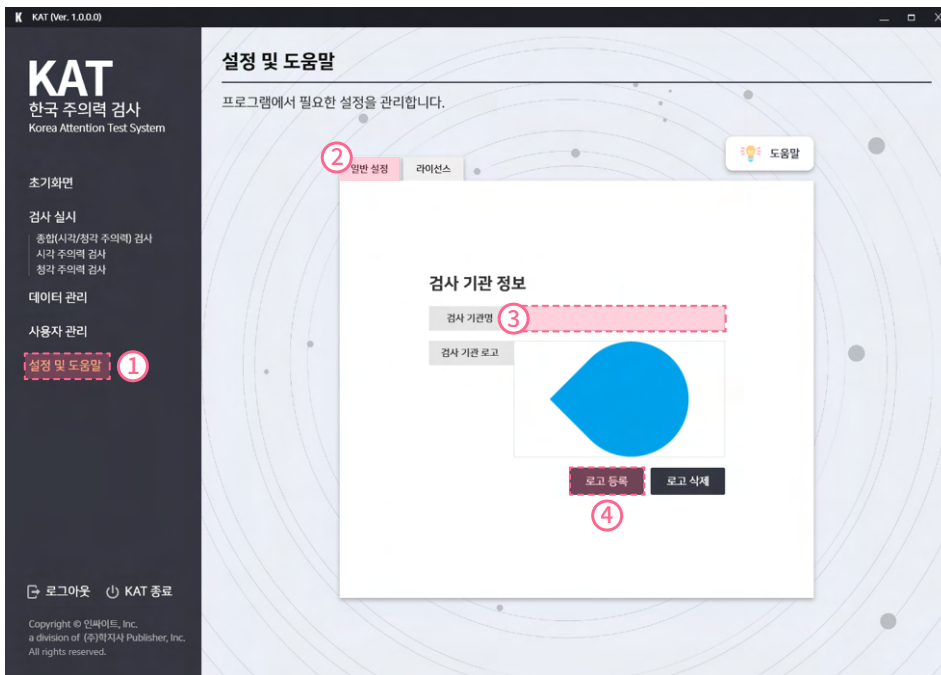 K KAT (Ver. 1.0.0.0)
KAT
한국 주의력 검사
Korea Attention Test System
초기화면
검사 실시
종합(시각/청각 주의력) 검사
시각 주의력 검사
청각 주의력 검사
데이터 관리
사용자 관리
설정 및 도움말 1
로그아웃 KAT 종료
Copyright © 인싸이트, Inc.
a division of (주)학지사 Publisher, Inc.
All rights reserved.
설정 및 도움말
프로그램에서 필요한 설정을 관리합니다.
도움말
2
일반 설정 라이선스
검사 기관 정보
검사 기관명 3
검사 기관 로고
로고 등록 로고 삭제
4